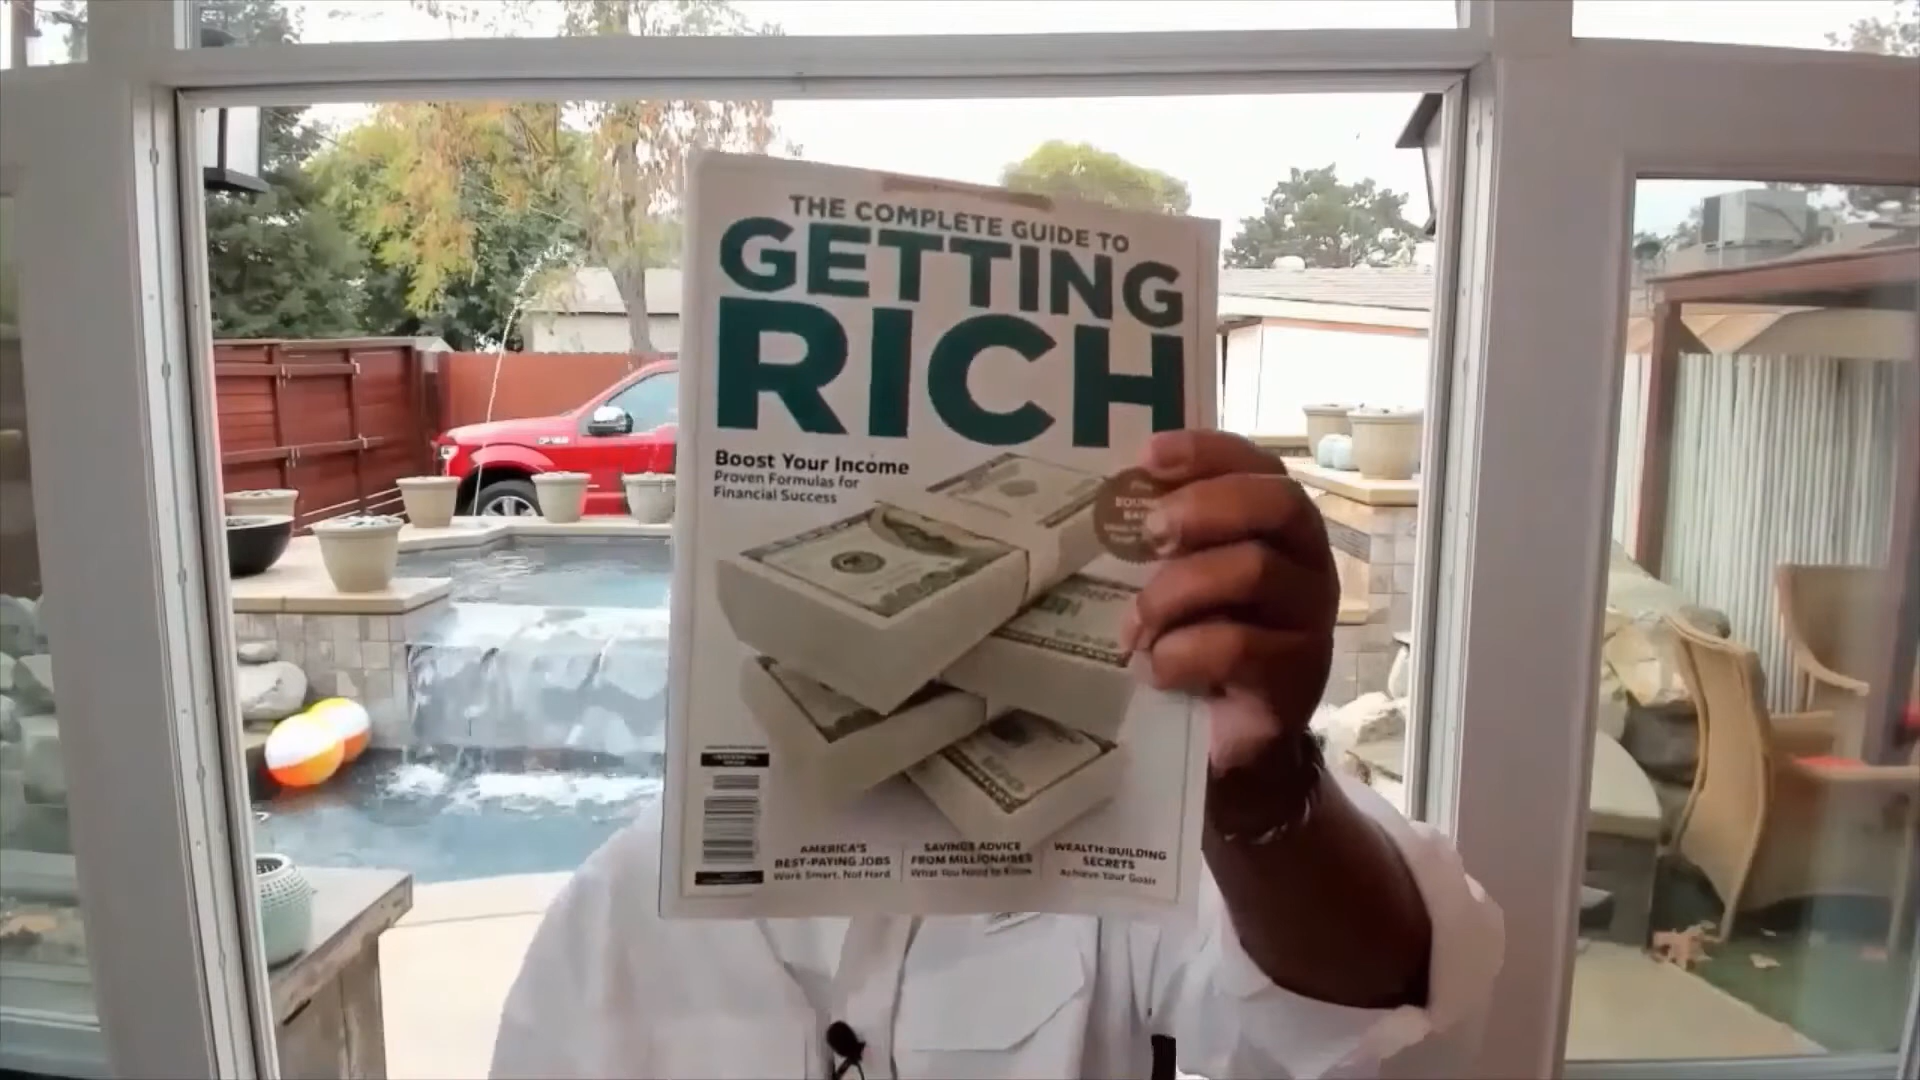 THE COMPLETE GUIDE TO
GETTING
RICH
Boost Your Income
Proven Formulas for
Financial Success
AMERICA'S
BEST-PAYING JOBS
Work Smart, Not Hard
SAVINGS ADVICE
FROM MILLIONAIRES
What You Need to Know
WEALTH-BUILDING
SECRETS
Achieve Your Goals